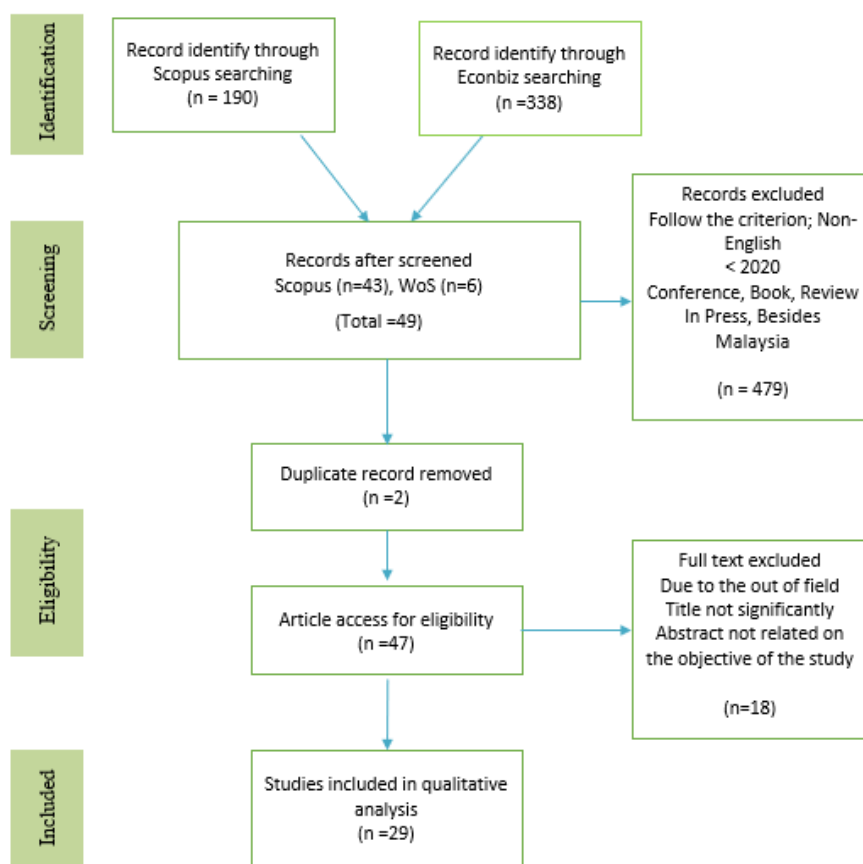 Identification
Record identify through
Scopus searching
(n = 190)
Record identify through
Econbiz searching
(n =338)
Screening
Records after screened
Scopus (n=43), WoS (n=6)
(Total =49)
Records excluded
Follow the criterion; Non-
English
< 2020
Conference, Book, Review
In Press, Besides
Malaysia
(n = 479)
Duplicate record removed
(n =2)
Eligibility
Article access for eligibility
(n =47)
Full text excluded
Due to the out of field
Title not significantly
Abstract not related on
the objective of the study
(n=18)
Included
Studies included in qualitative
analysis
(n =29)